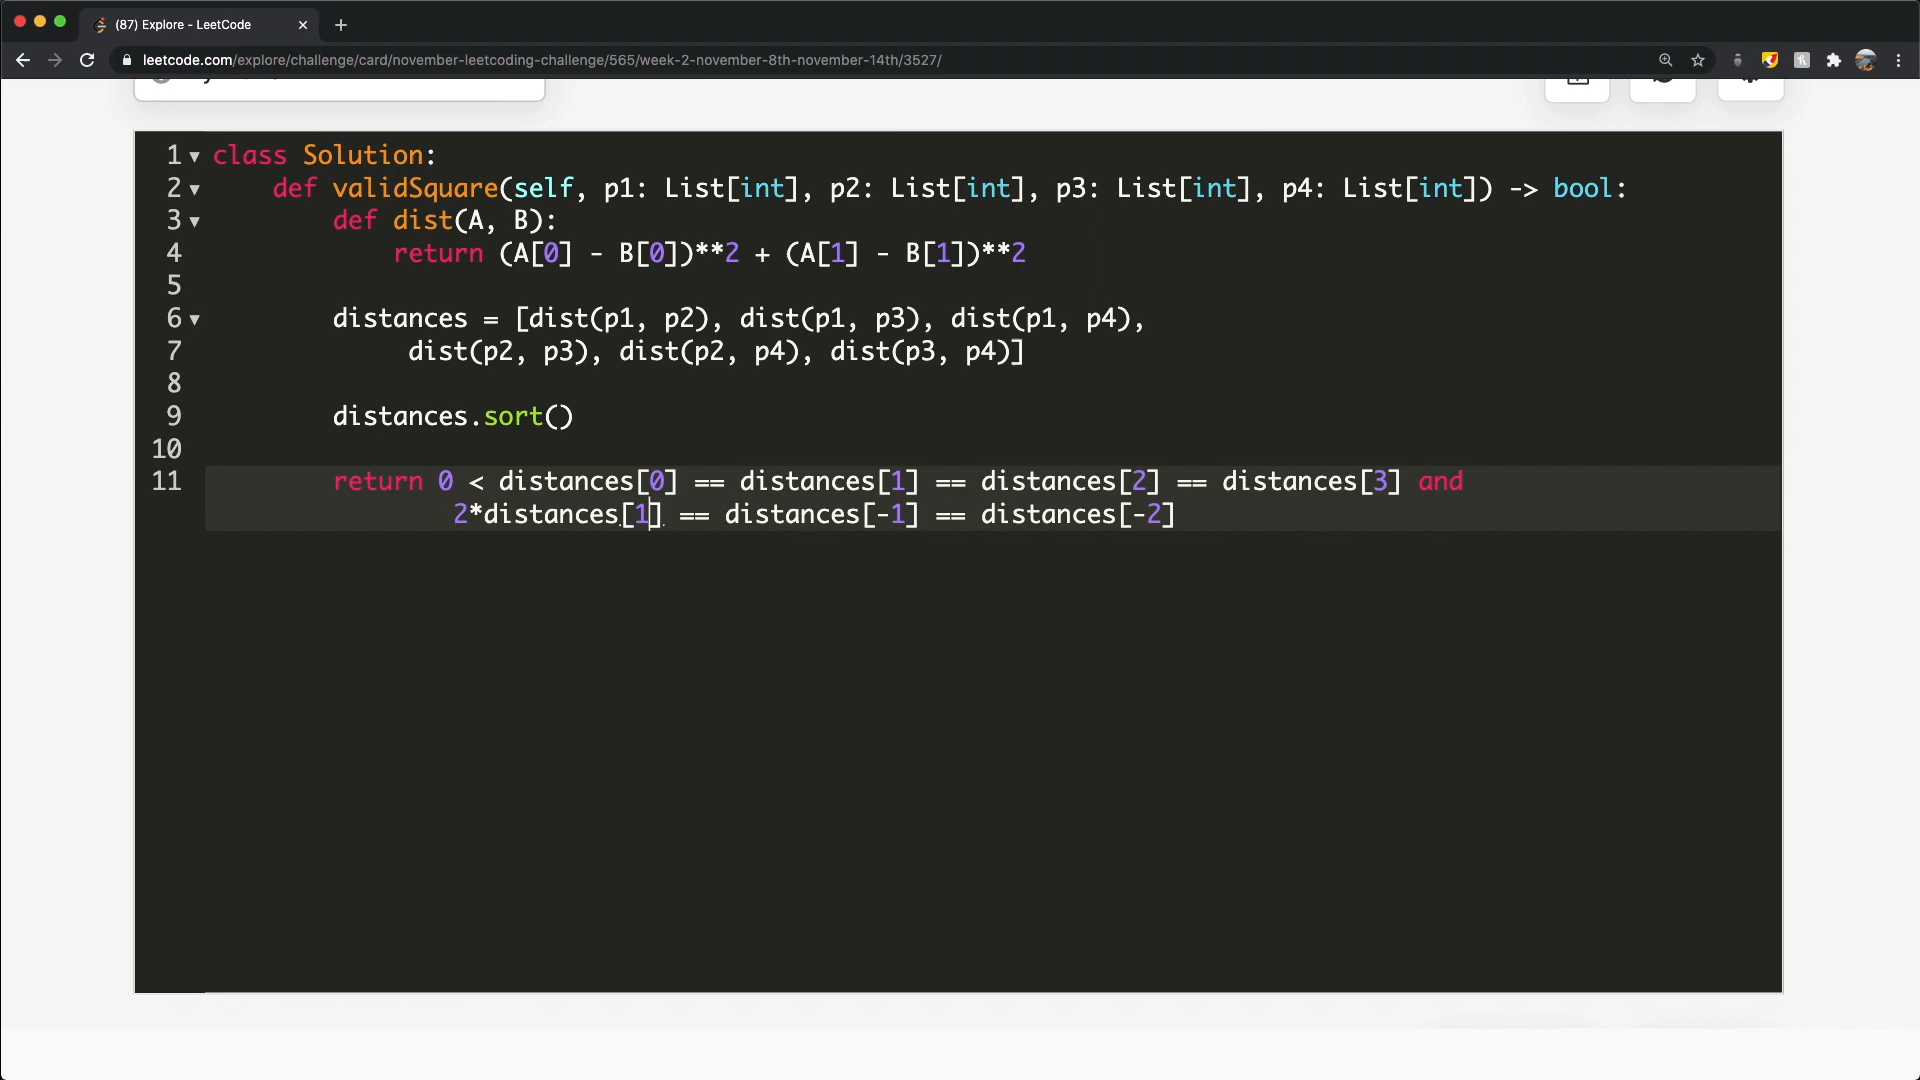 (87) Explore - LeetCode
leetcode.com/explore/challenge/card/november-leetcoding-challenge/565/week-2-november-8th-november-14th/3527/
1 class Solution:
2     def validSquare(self, p1: List[int], p2: List[int], p3: List[int], p4: List[int]) -> bool:
3         def dist(A, B):
4             return (A[0] - B[0])**2 + (A[1] - B[1])**2
5
6         distances = [dist(p1, p2), dist(p1, p3), dist(p1, p4),
7              dist(p2, p3), dist(p2, p4), dist(p3, p4)]
8
9         distances.sort()
10
11         return 0 < distances[0] == distances[1] == distances[2] == distances[3] and
                2*distances[1] == distances[-1] == distances[-2]